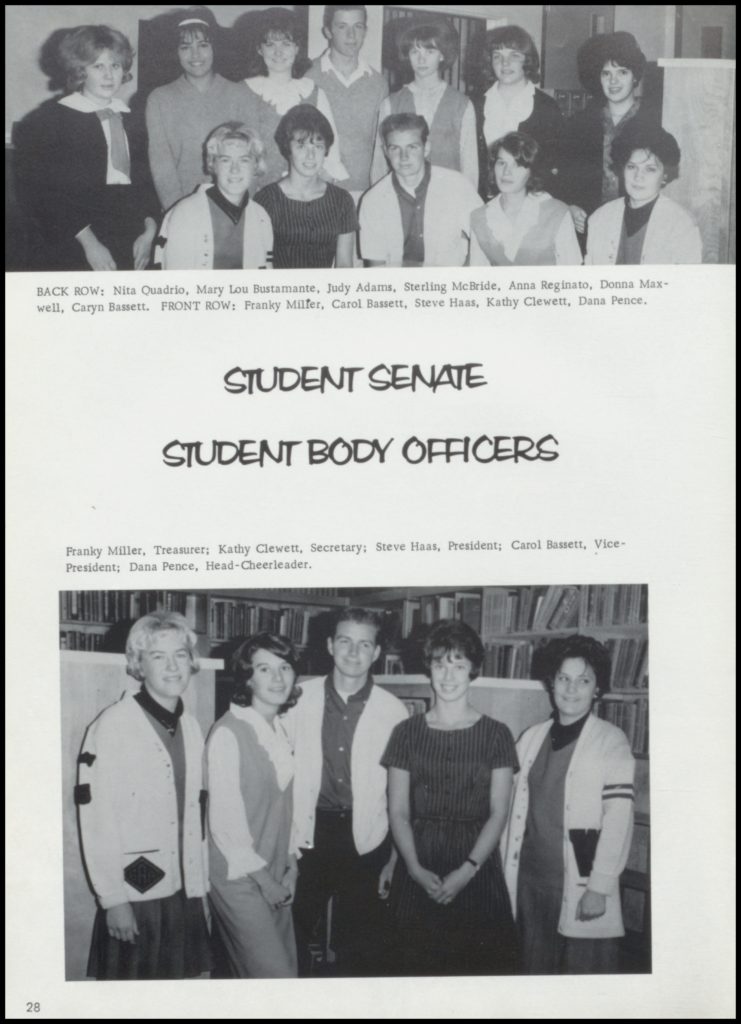 BACK ROW: Nita Quadrio, Mary Lou Bustamante, Judy Adams, Sterling McBride, Anna Reginato, Donna Max-
well, Caryn Bassett. FRONT ROW: Franky Miller, Carol Bassett, Steve Haas, Kathy Clewett, Dana Pence.
STUDENT SENATE
STUDENT BODY OFFICERS
Franky Miller, Treasurer; Kathy Clewett, Secretary; Steve Haas, President; Carol Bassett, Vice-
President; Dana Pence, Head-Cheerleader.
28